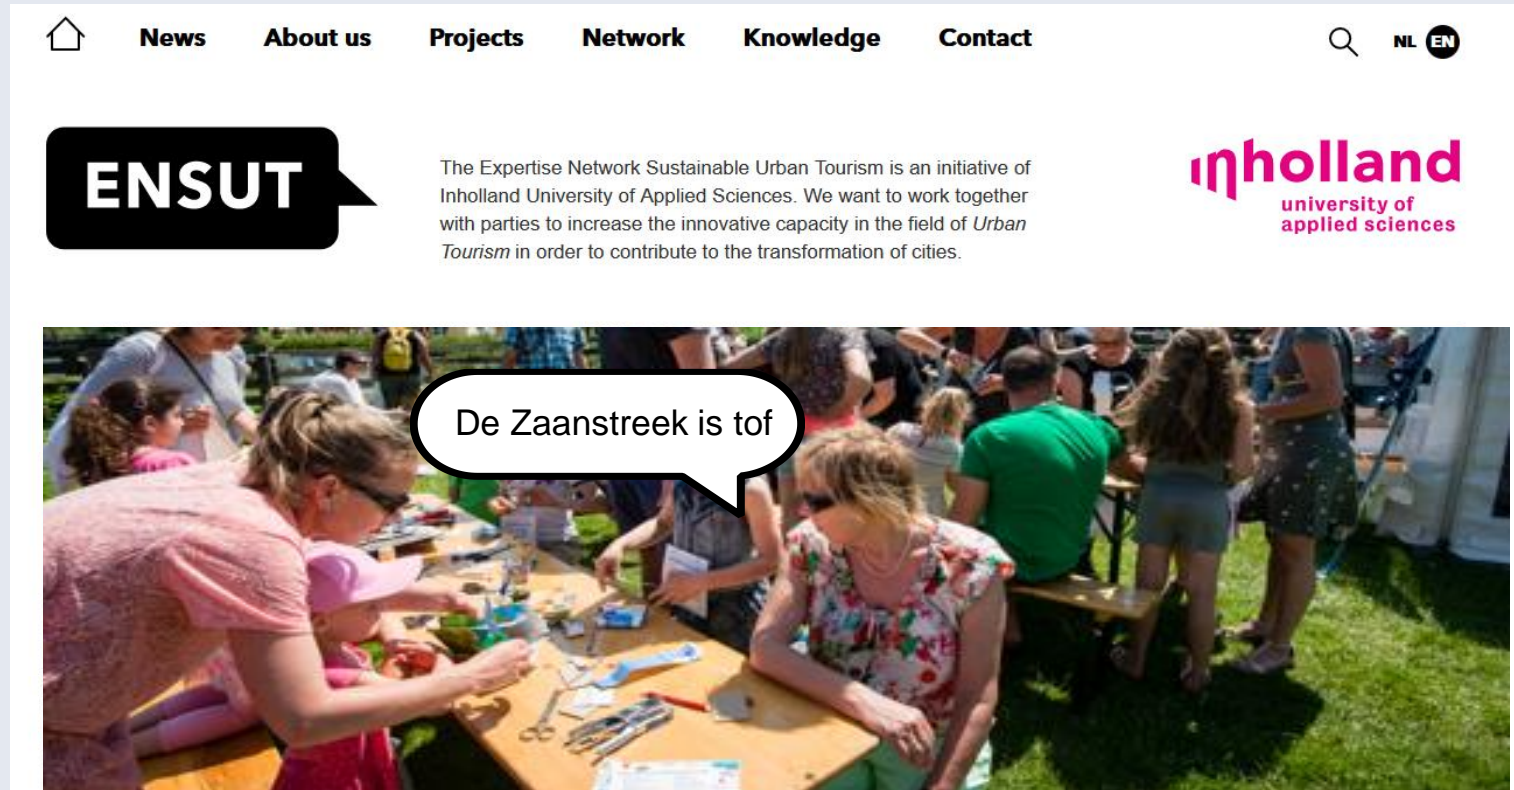 News About us Projects Network Knowledge Contact NL EN
ENSUT
The Expertise Network Sustainable Urban Tourism is an initiative of
Inholland University of Applied Sciences. We want to work together
with parties to increase the innovative capacity in the field of Urban
Tourism in order to contribute to the transformation of cities.
inholland
university of
applied sciences
De Zaanstreek is tof